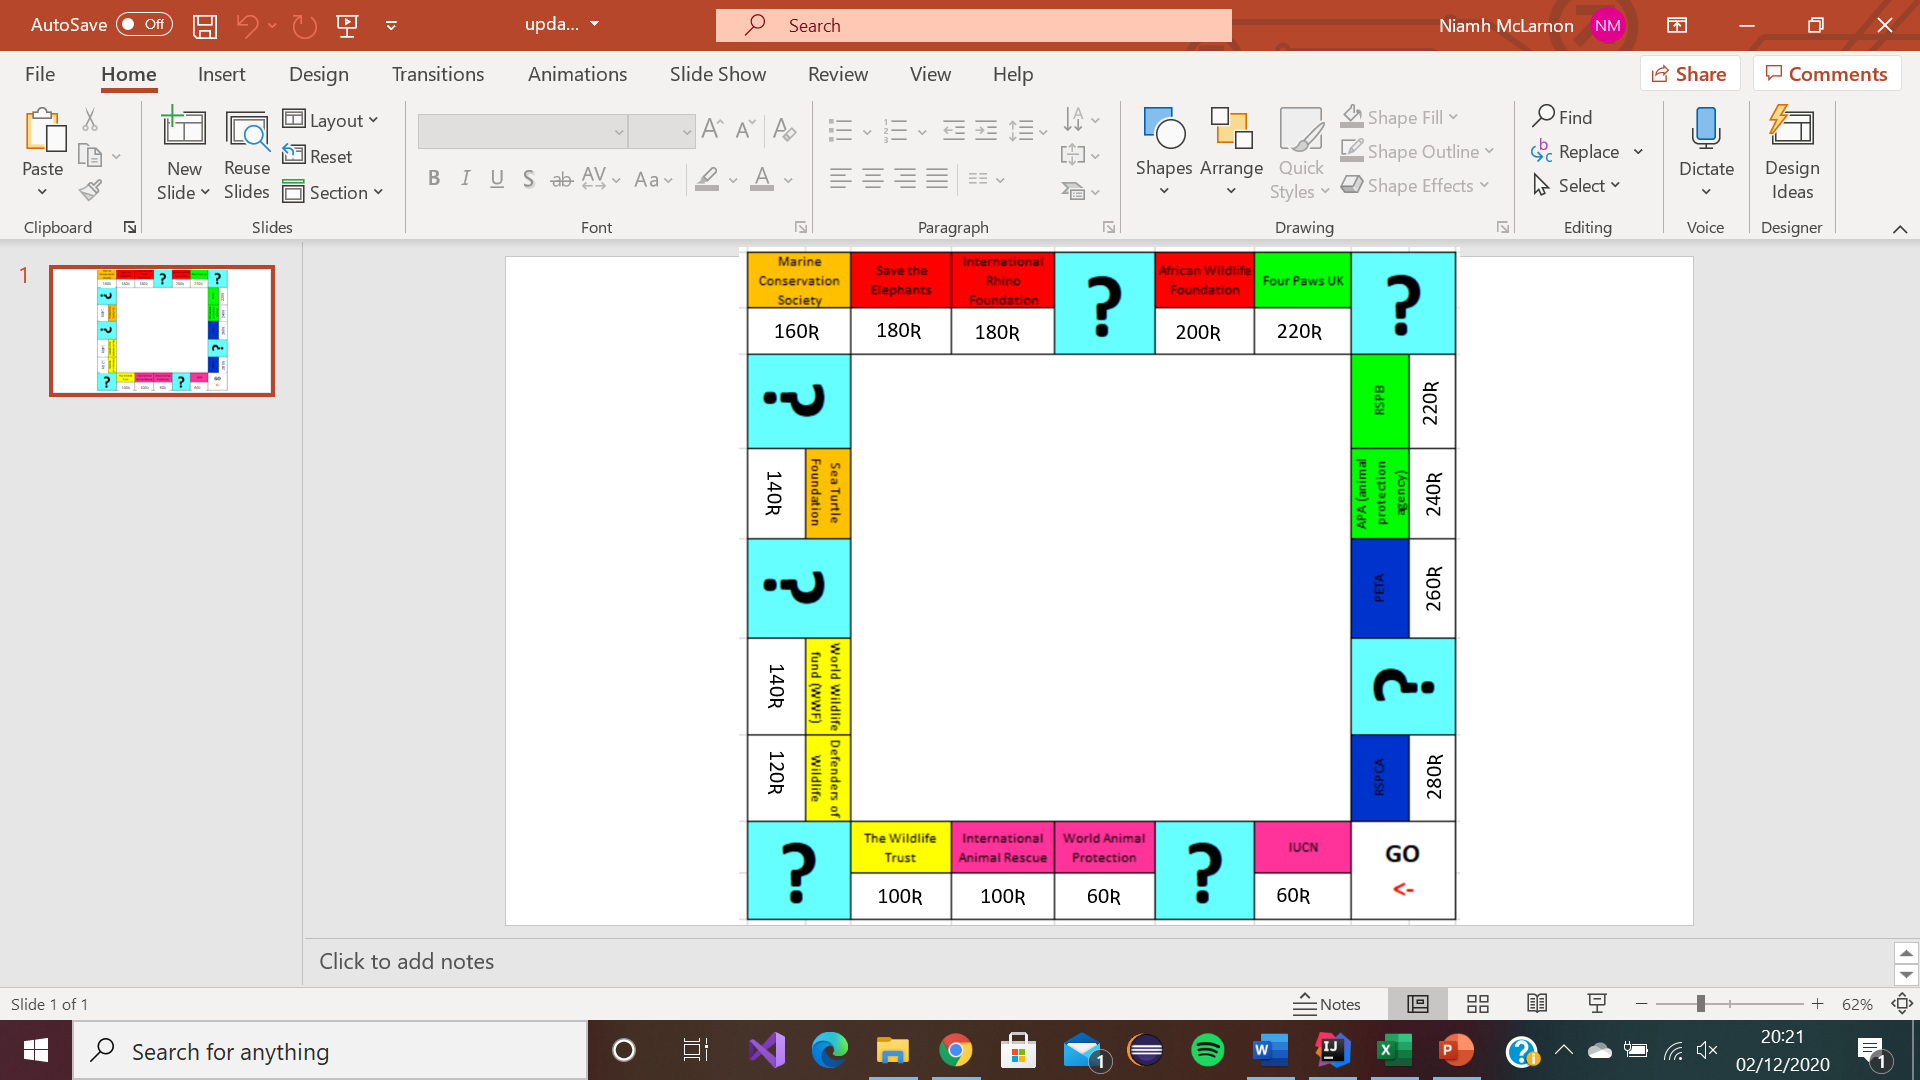 AutoSave Off upda... Search Niamh McLarnon NM
File Home Insert Design Transitions Animations Slide Show Review View Help Share Comments
Paste
New Slide
Reuse Slides
Layout
Reset
Section
B I U S ab AV Aa A
Shapes Arrange Quick Styles
Shape Fill
Shape Outline
Shape Effects
Find
Replace
Select
Dictate
Design Ideas
Clipboard Slides Font Paragraph Drawing Editing Voice Designer
1
Marine Conservation Society
160R
Save the Elephants
180R
International Rhino Foundation
180R
?
African Wildlife Foundation
200R
Four Paws UK
220R
?
?
RSPB
220R
Sea Turtle Foundation
140R
APA (animal protection agency)
240R
?
PETA
260R
World Wildlife fund (WWF)
140R
?
Defenders of Wildlife
120R
RSPCA
280R
?
The Wildlife Trust
100R
International Animal Rescue
100R
World Animal Protection
60R
?
IUCN
60R
GO
<-
Click to add notes
Slide 1 of 1 Notes 62%
Search for anything
20:21
02/12/2020
1